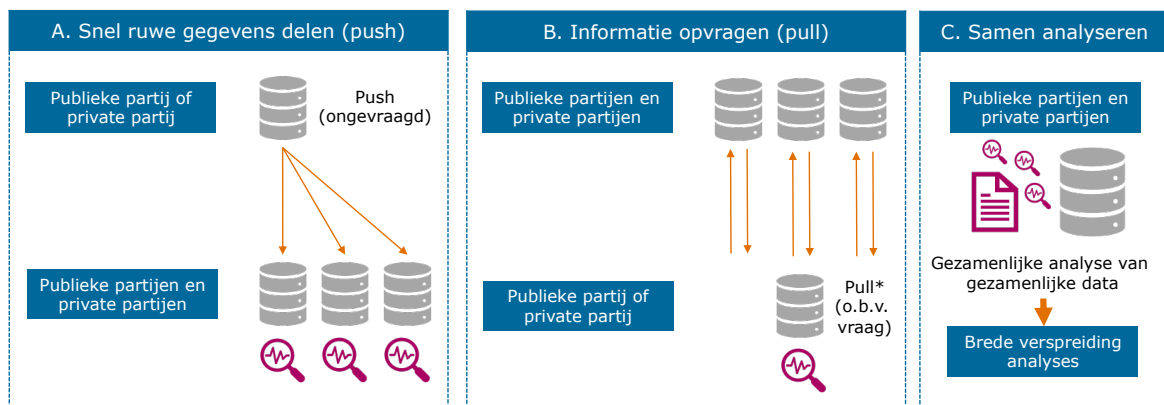 A. Snel ruwe gegevens delen (push)
Publieke partij of
private partij
Push
(ongevraagd)
Publieke partijen en
private partijen
B. Informatie opvragen (pull)
Publieke partijen en
private partijen
Publieke partij of
private partij
Pull*
(o.b.v.
vraag)
C. Samen analyseren
Publieke partijen en
private partijen
Gezamenlijke analyse van
gezamenlijke data
Brede verspreiding
analyses